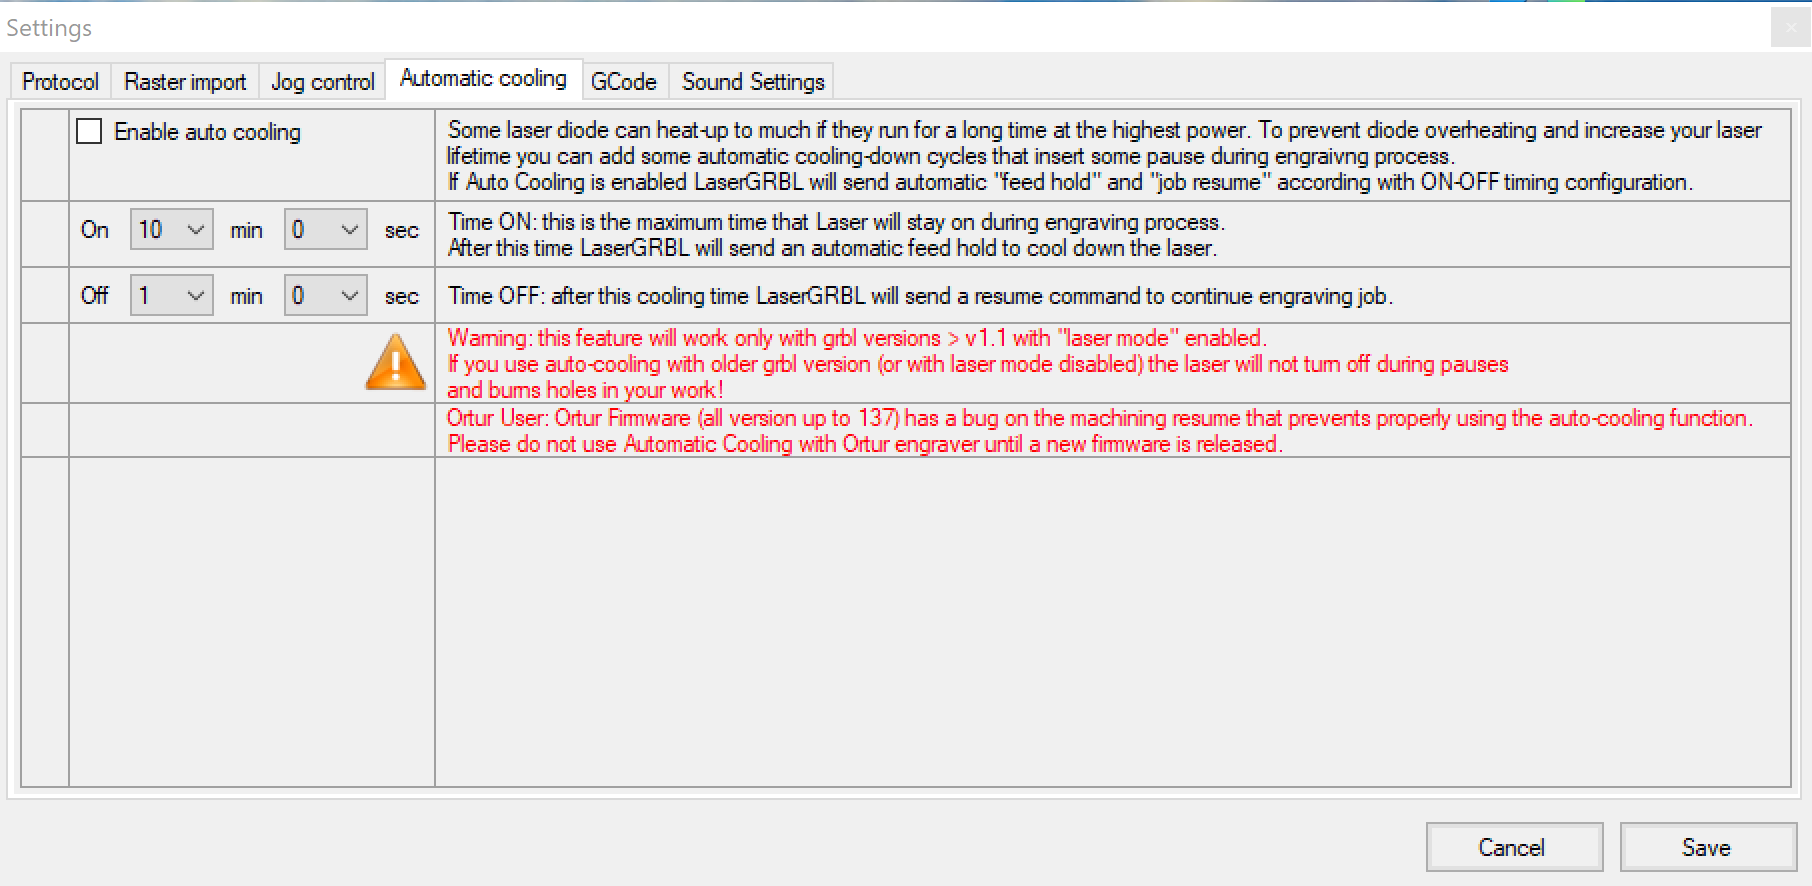 Settings
Protocol Raster import Jog control Automatic cooling GCode Sound Settings
Enable auto cooling
Some laser diode can heat-up to much if they run for a long time at the highest power. To prevent diode overheating and increase your laser
lifetime you can add some automatic cooling-down cycles that insert some pause during engraivng process.
If Auto Cooling is enabled LaserGRBL will send automatic "feed hold" and "job resume" according with ON-OFF timing configuration.
On 10 min 0 sec
Time ON: this is the maximum time that Laser will stay on during engraving process.
After this time LaserGRBL will send an automatic feed hold to cool down the laser.
Off 1 min 0 sec
Time OFF: after this cooling time LaserGRBL will send a resume command to continue engraving job.
Warning: this feature will work only with grbl versions > v1.1 with "laser mode" enabled.
If you use auto-cooling with older grbl version (or with laser mode disabled) the laser will not turn off during pauses
and burns holes in your work!
Ortur User: Ortur Firmware (all version up to 137) has a bug on the machining resume that prevents properly using the auto-cooling function.
Please do not use Automatic Cooling with Ortur engraver until a new firmware is released.
Cancel Save